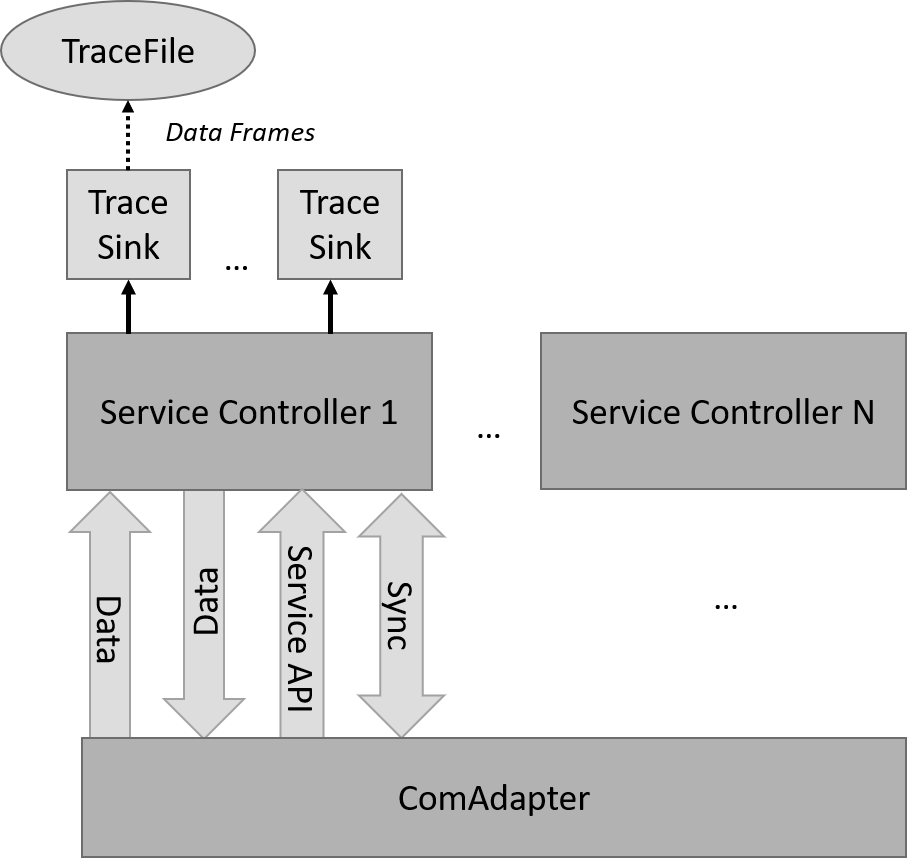 TraceFile
Data Frames
Trace
Sink
...
Trace
Sink
Service Controller 1
...
Service Controller N
Data
Data
Service API
Sync
...
ComAdapter